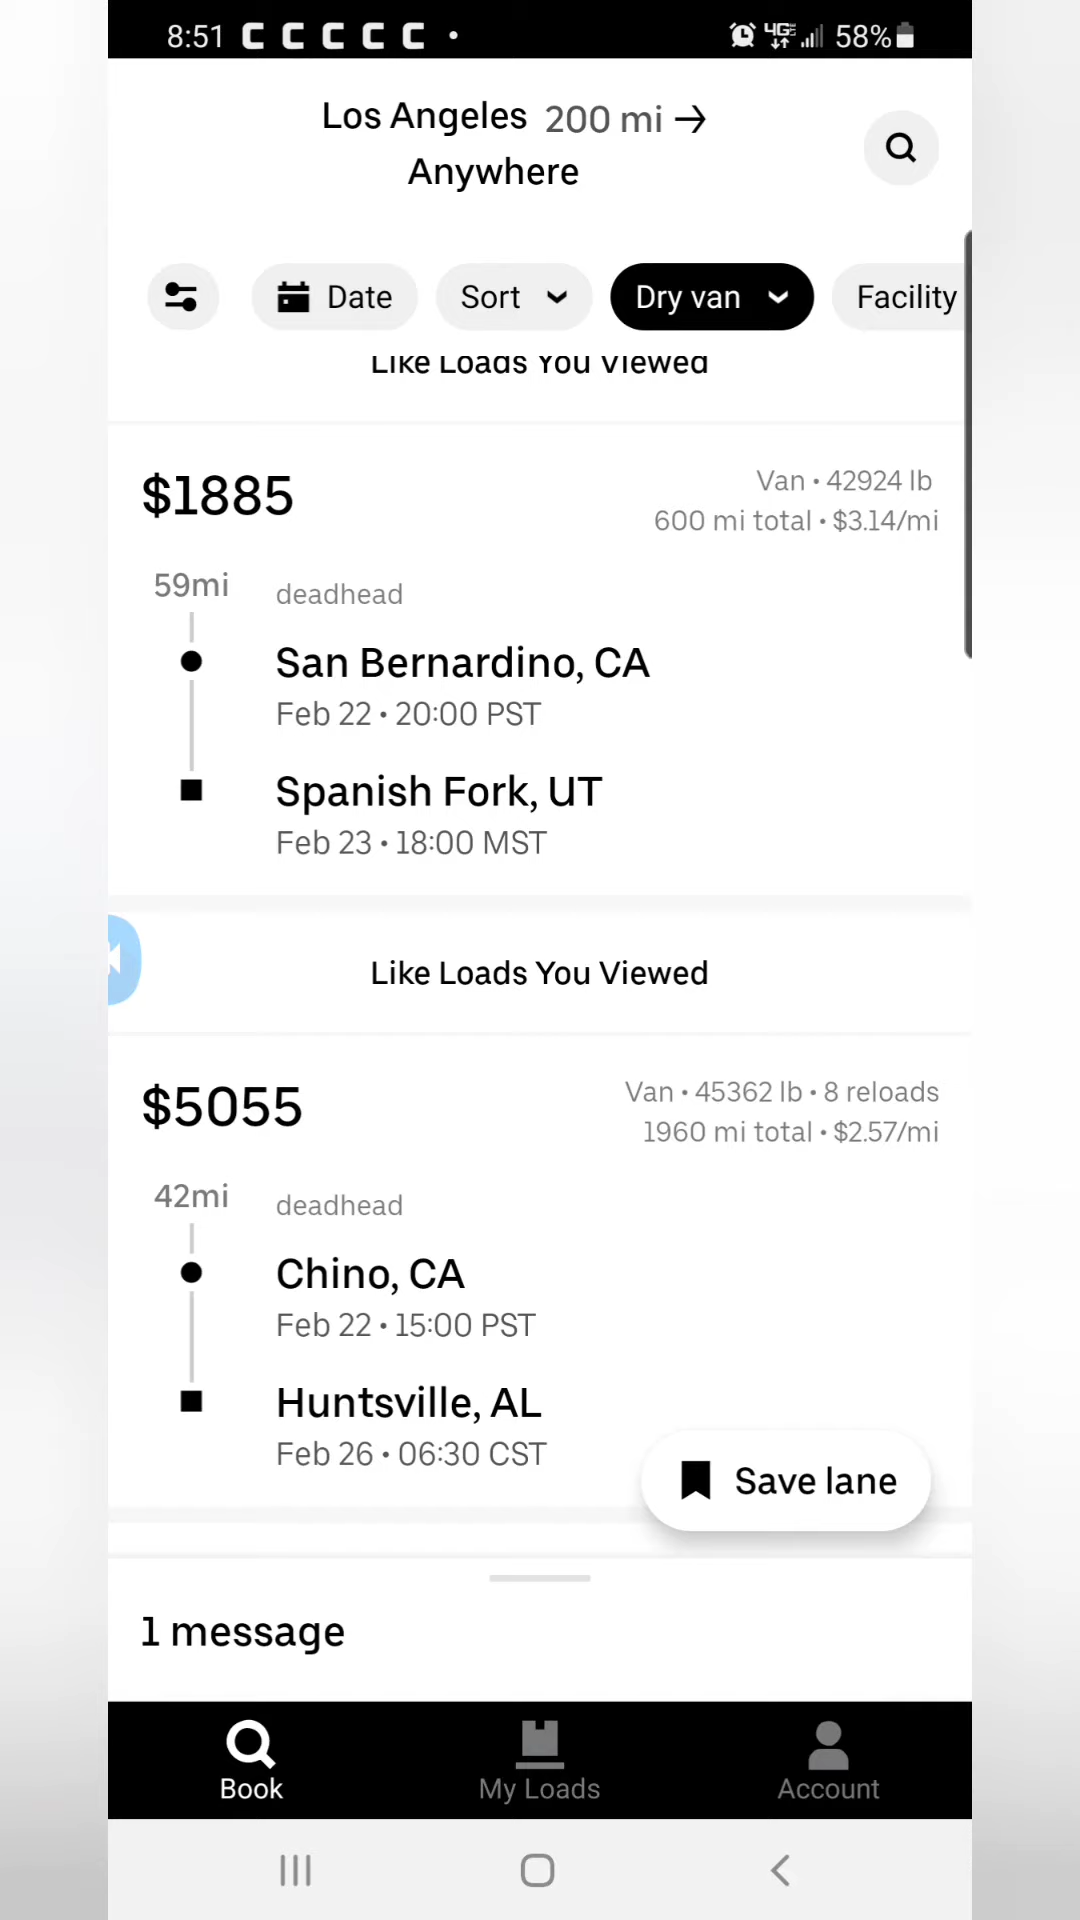 8:51 C C C C C • 4GE 58%
Los Angeles 200 mi →
Anywhere
Date Sort Dry van Facility
Like Loads You Viewed
$1885
Van • 42924 lb
600 mi total • $3.14/mi
59mi deadhead
San Bernardino, CA
Feb 22 • 20:00 PST
Spanish Fork, UT
Feb 23 • 18:00 MST
Like Loads You Viewed
$5055
Van • 45362 lb • 8 reloads
1960 mi total • $2.57/mi
42mi deadhead
Chino, CA
Feb 22 • 15:00 PST
Huntsville, AL
Feb 26 • 06:30 CST
Save lane
1 message
Book My Loads Account